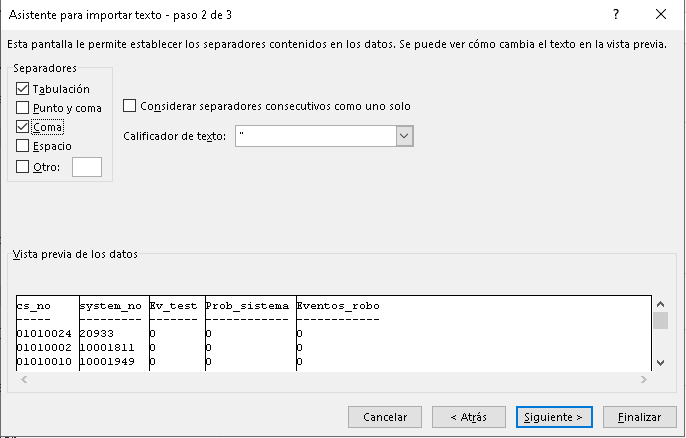 Asistente para importar texto - paso 2 de 3
Esta pantalla le permite establecer los separadores contenidos en los datos. Se puede ver cómo cambia el texto en la vista previa.
Separadores
Tabulación
Punto y coma
Coma
Espacio
Otro:
Considerar separadores consecutivos como uno solo
Calificador de texto: "
Vista previa de los datos
cs_no system_no Ev_test Prob_sistema Eventos_robo
----- --------- ------- ------------ ------------
01010024 20933 0 0 0
01010002 10001811 0 0 0
01010010 10001949 0 0 0
Cancelar < Atrás Siguiente > Finalizar